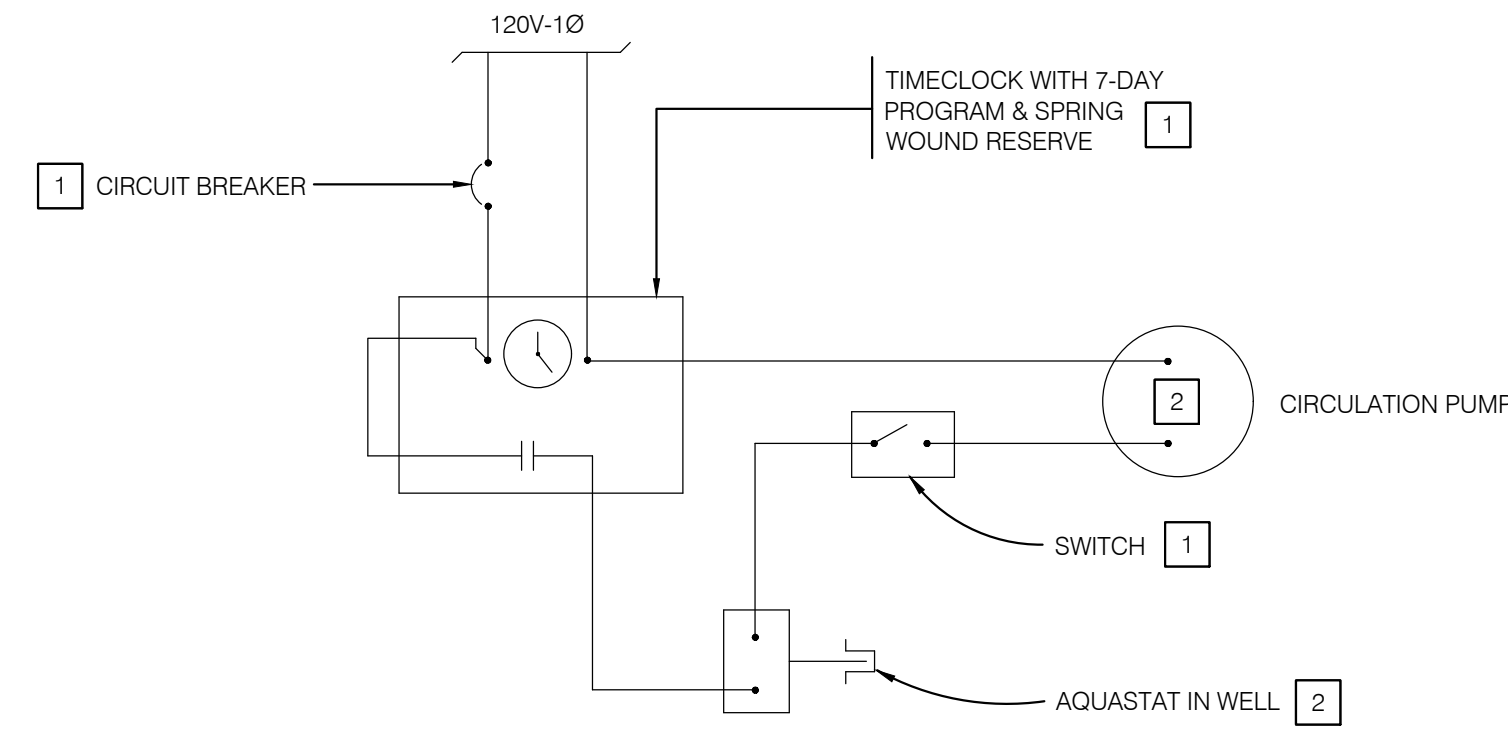 120V-1Ø
TIMECLOCK WITH 7-DAY
PROGRAM & SPRING
WOUND RESERVE
1
1
CIRCUIT BREAKER
2
CIRCULATION PUMP
SWITCH
1
AQUASTAT IN WELL
2